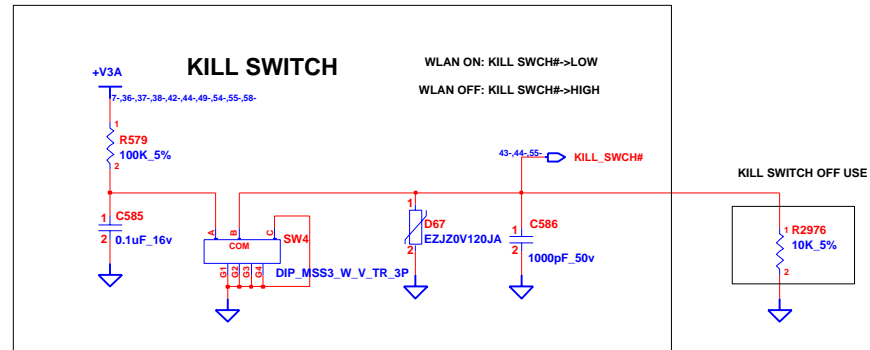 KILL SWITCH
WLAN ON: KILL SWCH#->LOW
WLAN OFF: KILL SWCH#->HIGH
+V3A
7-,36-,37-,38-,42-,44-,49-,54-,55-,58-
1
R579
100K_5%
2
43-,44-,55-
KILL_SWCH#
KILL SWITCH OFF USE
1
C585
2
0.1uF_16v
A
B
C
COM
SW4
G1
G2
G3
G4
DIP_MSS3_W_V_TR_3P
1
D67
EZJZ0V120JA
2
1
C586
2
1000pF_50v
1
R2976
10K_5%
2